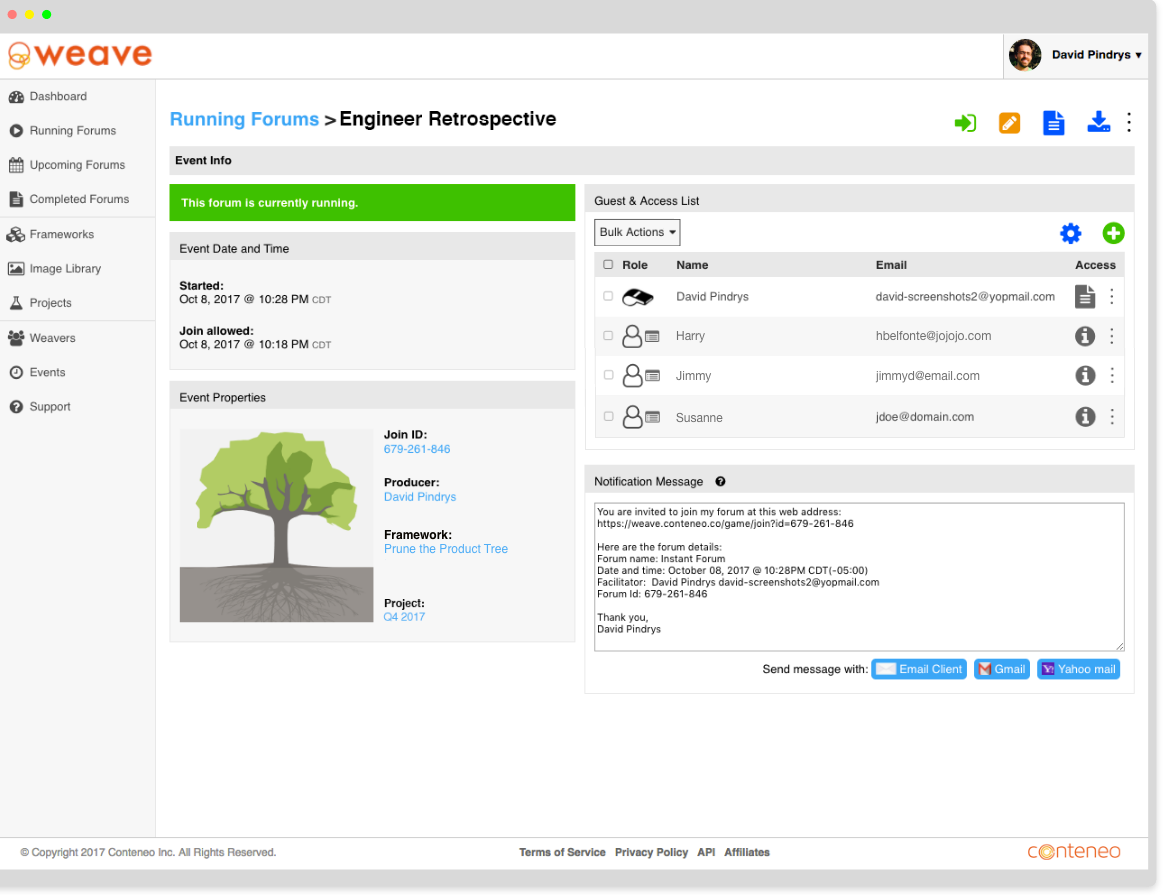 weave
David Pindrys ▾
Dashboard
Running Forums
Upcoming Forums
Completed Forums
Frameworks
Image Library
Projects
Weavers
Events
Support
Running Forums > Engineer Retrospective
Event Info
This forum is currently running.
Event Date and Time
Started:
Oct 8, 2017 @ 10:28 PM CDT
Join allowed:
Oct 8, 2017 @ 10:18 PM CDT
Event Properties
Join ID:
679-261-846
Producer:
David Pindrys
Framework:
Prune the Product Tree
Project:
Q4 2017
Guest & Access List
Bulk Actions ▾
Role Name Email Access
David Pindrys david-screenshots2@yopmail.com
Harry hbelfonte@jojojo.com
Jimmy jimmyd@email.com
Susanne jdoe@domain.com
Notification Message
You are invited to join my forum at this web address:
https://weave.conteneo.co/game/join?id=679-261-846
Here are the forum details:
Forum name: Instant Forum
Date and time: October 08, 2017 @ 10:28PM CDT(-05:00)
Facilitator: David Pindrys david-screenshots2@yopmail.com
Forum Id: 679-261-846
Thank you,
David Pindrys
Send message with: Email Client Gmail Yahoo mail
© Copyright 2017 Conteneo Inc. All Rights Reserved.
Terms of Service Privacy Policy API Affiliates
conteneo